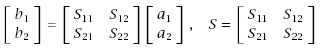 [ b₁ ; b₂ ] = [ S₁₁ S₁₂ ; S₂₁ S₂₂ ] [ a₁ ; a₂ ] , S = [ S₁₁ S₁₂ ; S₂₁ S₂₂ ]